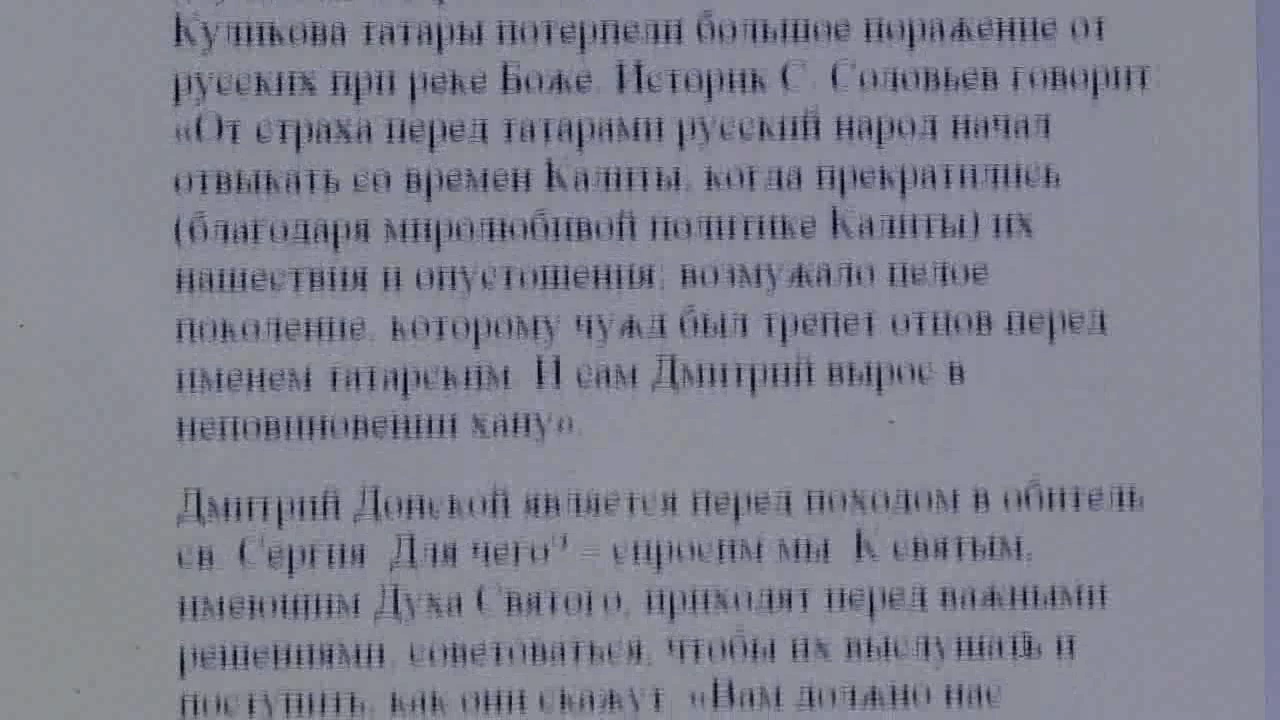 Куликова татары потерпели большое поражение от
русских при реке Боже. Историк С. Соловьев говорит:
«От страха перед татарами русский народ начал
отвыкать со времен Калиты, когда прекратились
(благодаря миролюбивой политике Калиты) их
нашествия и опустошения; возмужало целое
поколение, которому чужд был трепет отцов перед
именем татарским. И сам Дмитрий вырос в
неповиновении хану».
Дмитрий Донской является перед походом в обитель
св. Сергия. Для чего? – спросим мы. К святым,
имеющим Духа Святого, приходят перед важными
решениями, советоваться, чтобы их выслушать и
поступить, как они скажут. «Вам должно нас